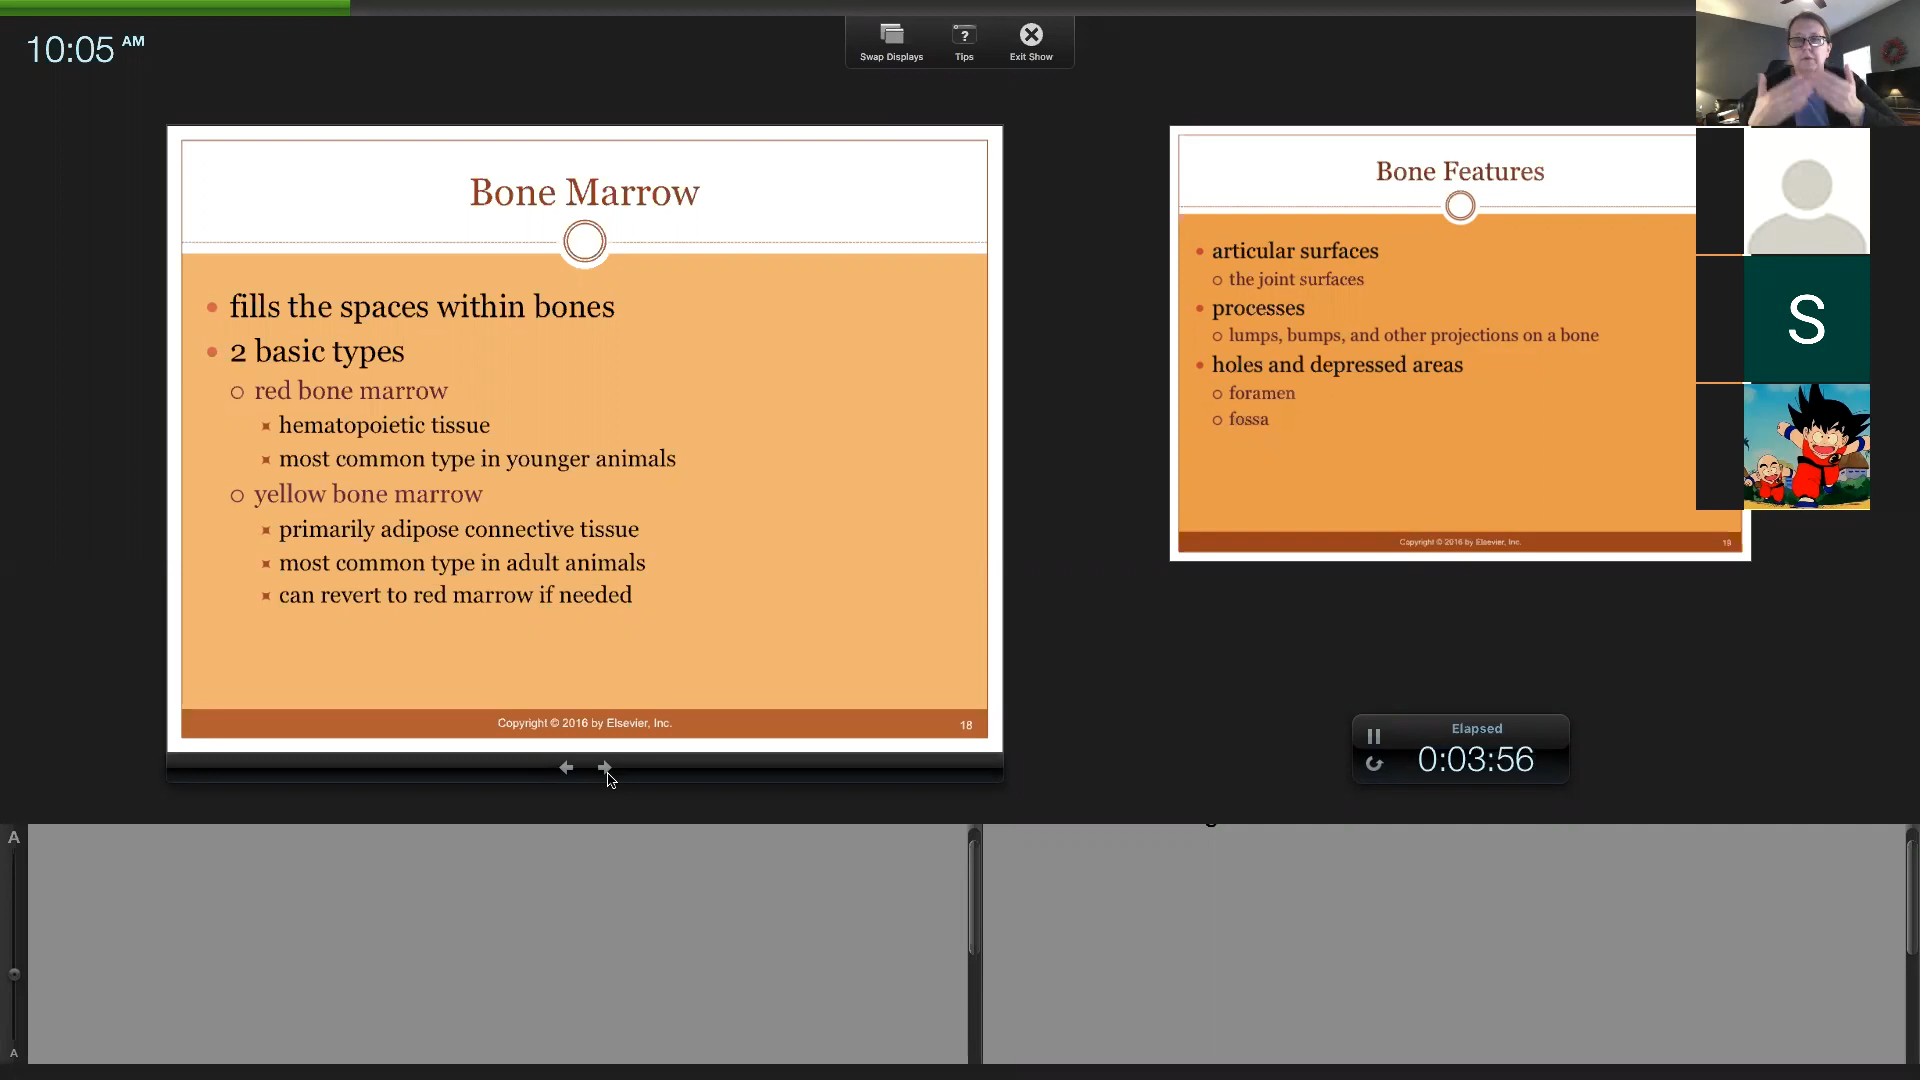 10:05 AM
Swap Displays
Tips
Exit Show
Bone Marrow
fills the spaces within bones
2 basic types
red bone marrow
hematopoietic tissue
most common type in younger animals
yellow bone marrow
primarily adipose connective tissue
most common type in adult animals
can revert to red marrow if needed
Copyright © 2016 by Elsevier, Inc.
18
Bone Features
articular surfaces
the joint surfaces
processes
lumps, bumps, and other projections on a bone
holes and depressed areas
foramen
fossa
Copyright © 2016 by Elsevier, Inc.
19
S
Elapsed
0:03:56
A
A